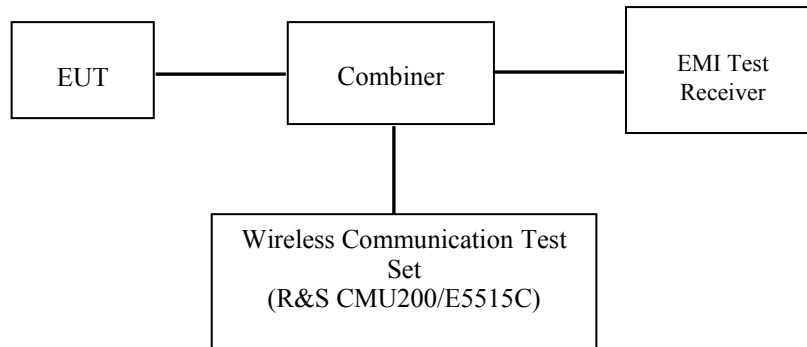 EUT
Combiner
EMI Test
Receiver
Wireless Communication Test
Set
(R&S CMU200/E5515C)